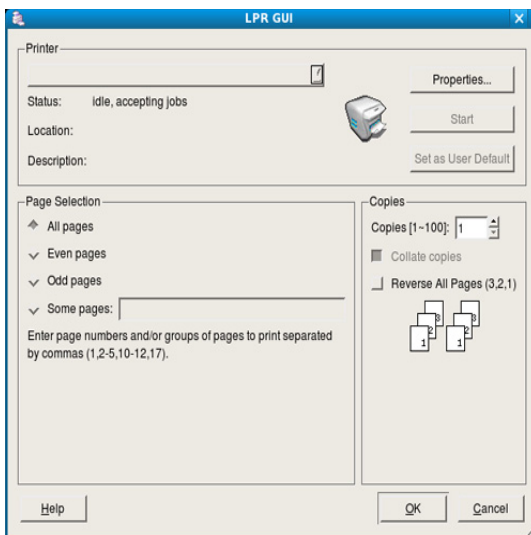 LPR GUI
Printer
Properties...
Status: idle, accepting jobs
Start
Location:
Description:
Set as User Default
Page Selection
All pages
Even pages
Odd pages
Some pages:
Enter page numbers and/or groups of pages to print separated
by commas (1,2-5,10-12,17).
Copies
Copies [1~100]: 1
Collate copies
Reverse All Pages (3,2,1)
3 3
2 2
1 1
Help
OK
Cancel